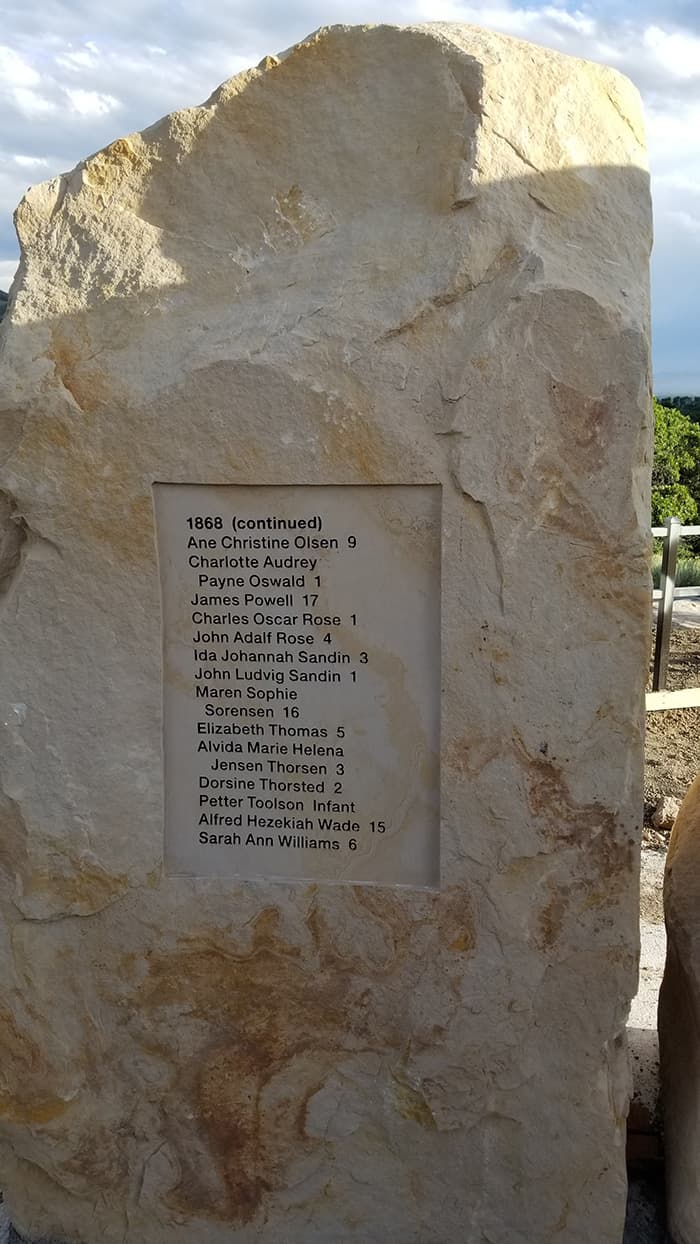 1868 (continued)
Ane Christine Olsen 9
Charlotte Audrey
Payne Oswald 1
James Powell 17
Charles Oscar Rose 1
John Adalf Rose 4
Ida Johannah Sandin 3
John Ludvig Sandin 1
Maren Sophie
Sorensen 16
Elizabeth Thomas 5
Alvida Marie Helena
Jensen Thorsen 3
Dorsine Thorsted 2
Petter Toolson Infant
Alfred Hezekiah Wade 15
Sarah Ann Williams 6